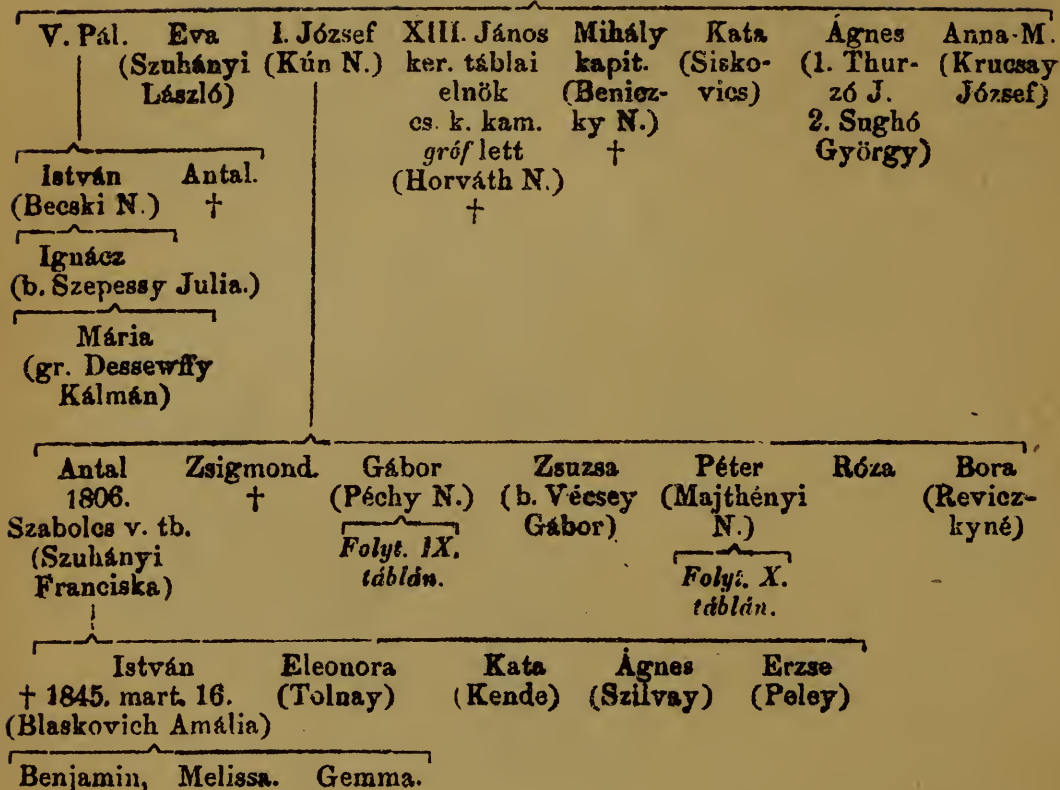 V. Pál. Eva I. József XIII. János Mihály Kata Ágnes Anna-M.
(Szuhányi (Kún N.) ker. táblai kapit. (Sisko- (1. Thur- (Krucsay
László) elnök (Benicz- vics) zó J. József)
cs. k. kam. ky N.) 2. Sughó
gróf lett † György)
István Antal. (Horváth N.)
(Becski N.) † †
Ignácz
(b. Szepessy Julia.)
Mária
(gr. Dessewffy
Kálmán)
Antal Zsigmond. Gábor Zsuzsa Péter Róza Bora
1806. † (Péchy N.) (b. Vécsey (Majthényi (Revicz-
Szabolcs v. tb. Folyt. IX. Gábor) N.) kyné)
(Szuhányi táblán. Folyt. X.
Franciska) táblán.
István Eleonora Kata Ágnes Erzse
† 1845. mart. 16. (Tolnay) (Kende) (Szilvay) (Peley)
(Blaskovich Amália)
Benjamin, Melissa. Gemma.